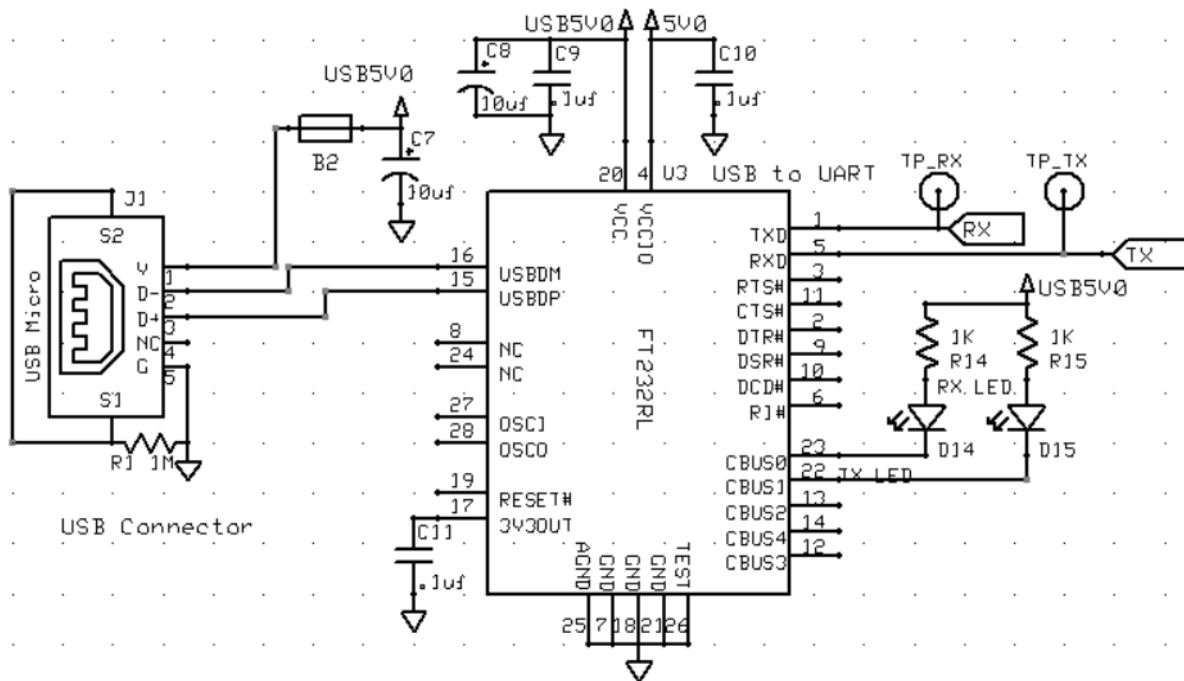 USB5V0
5V0
C8
C9
C10
10uf
.1uf
.1uf
USB5V0
B2
C7
10uf
20
4
U3
USB to UART
VCC
VCCIO
TP_RX
TP_TX
J1
S2
USB Micro
V
1
D-
2
D+
3
NC
4
G
5
S1
R1
1M
USB Connector
16
USBDM
15
USBDP
8
NC
24
NC
27
OSCI
28
OSCO
19
RESET#
17
3V3OUT
C11
.1uf
FT232RL
1
TXD
RX
5
RXD
TX
3
RTS#
11
CTS#
2
DTR#
9
DSR#
10
DCD#
6
RI#
USB5V0
1K
R14
1K
R15
RX LED
D14
D15
23
CBUS0
22
TX LED
CBUS1
13
CBUS2
14
CBUS4
12
CBUS3
AGND
GND
GND
GND
TEST
25
7
18
21
26